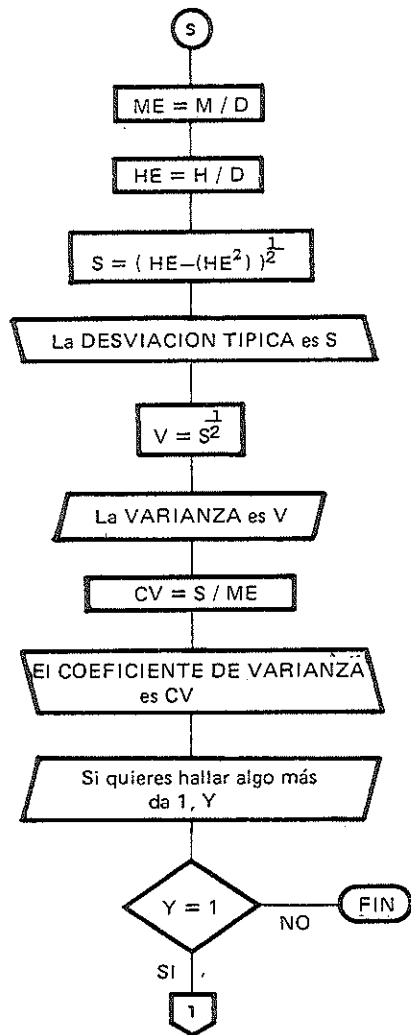 s
ME = M / D
HE = H / D
S = ( HE–(HE²) )^1/2
La DESVIACION TIPICA es S
V = S^1/2
La VARIANZA es V
CV = S / ME
El COEFICIENTE DE VARIANZA
es CV
Si quieres hallar algo más
da 1, Y
Y = 1
NO
FIN
SI
1